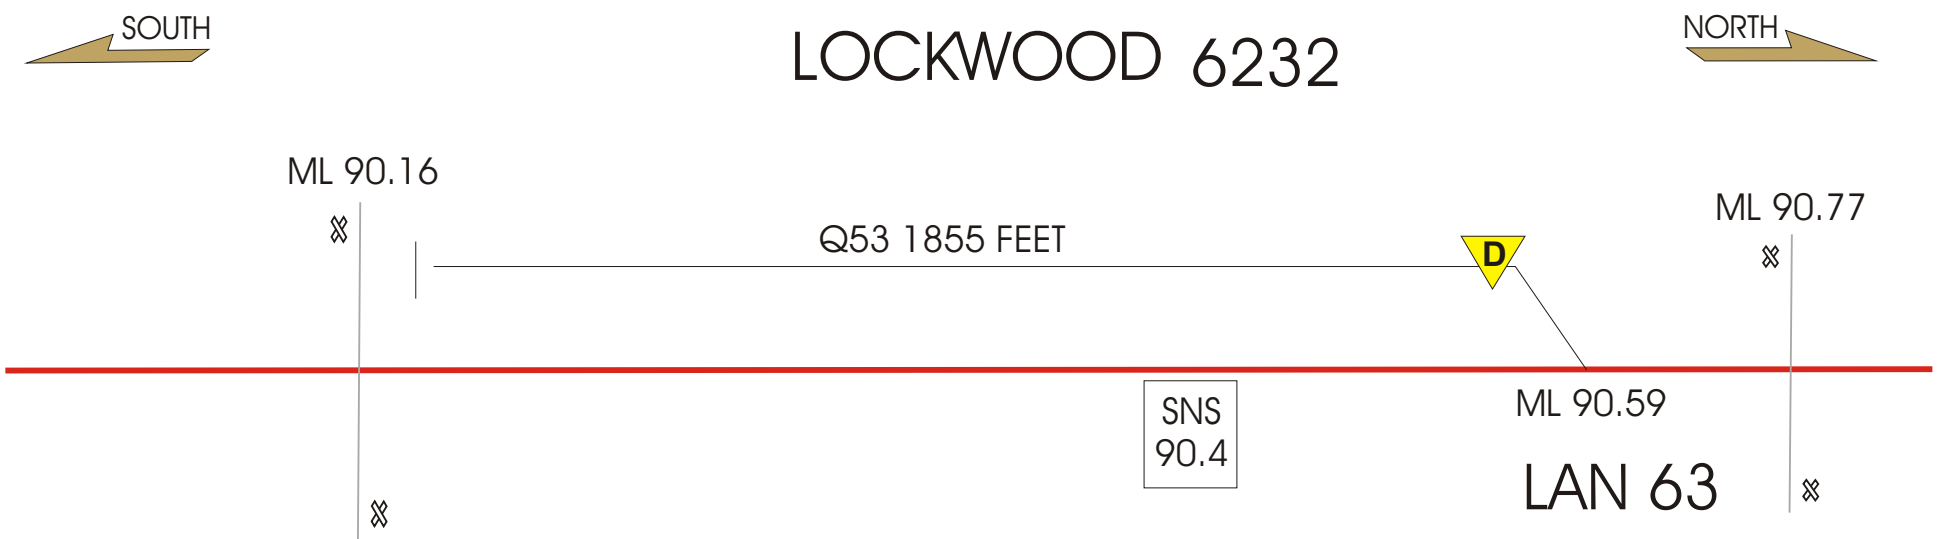 SOUTH
NORTH
LOCKWOOD 6232
ML 90.16
ML 90.77
Q53 1855 FEET
D
SNS
90.4
ML 90.59
LAN 63